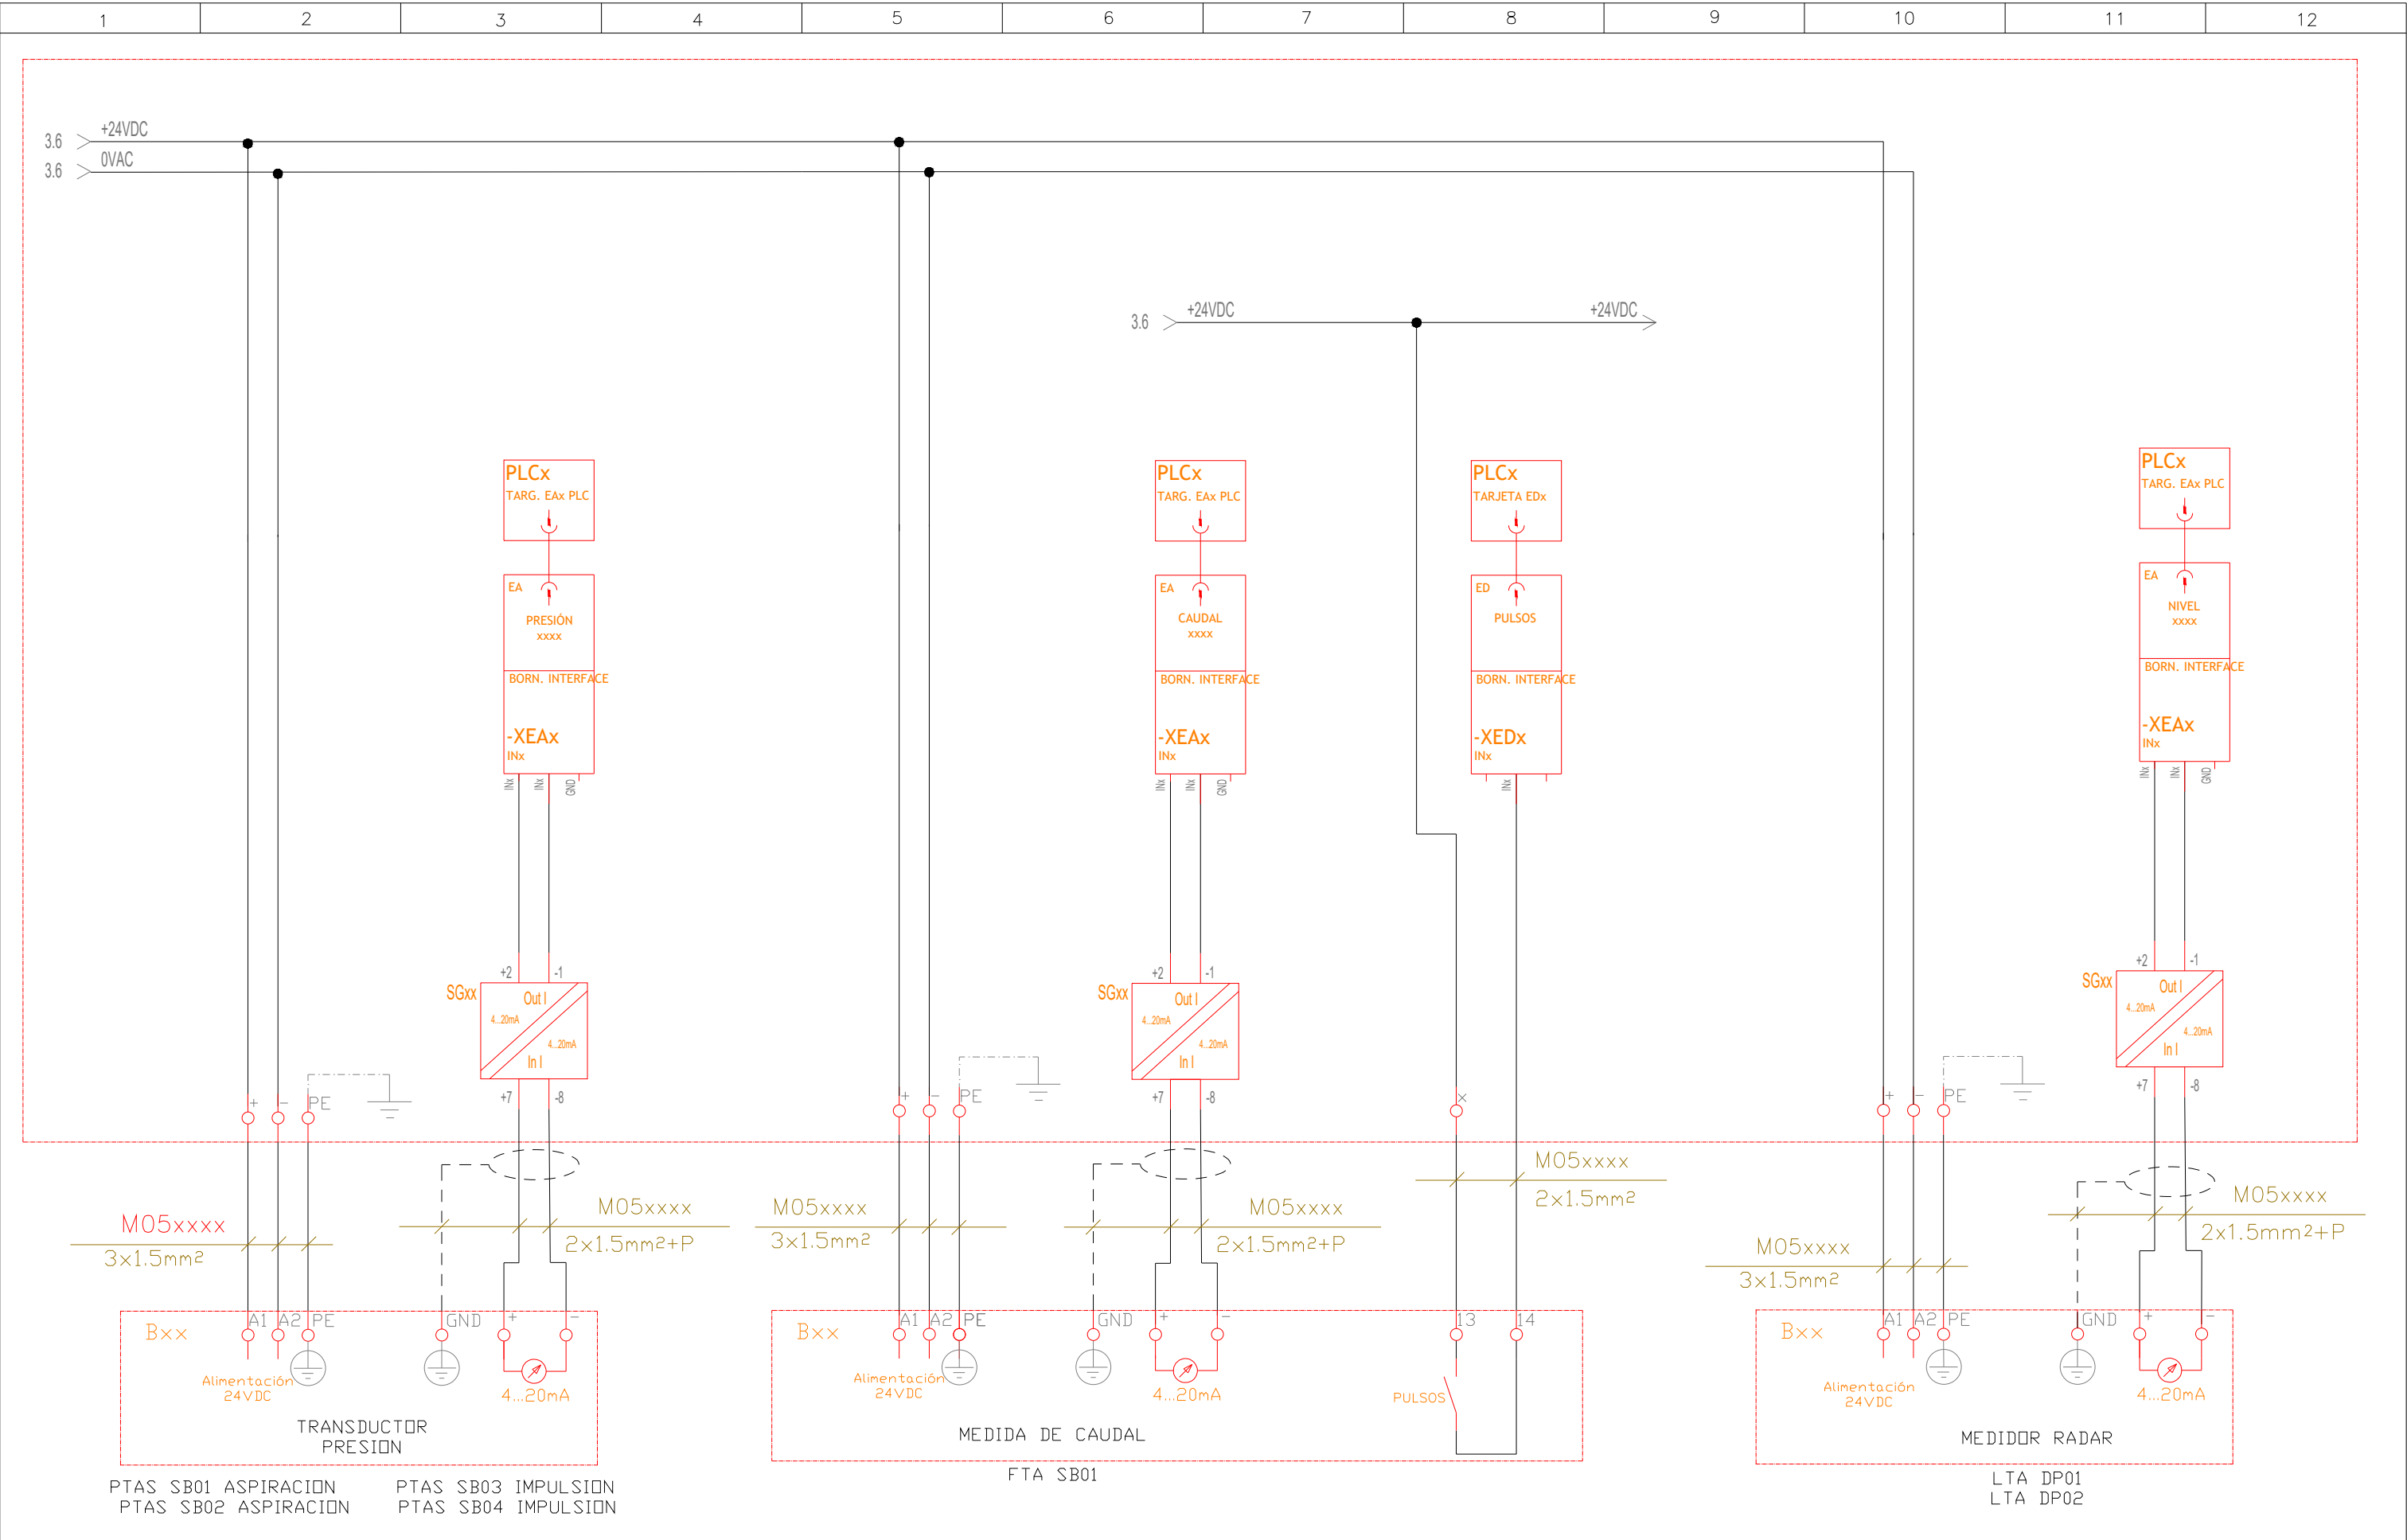 1 2 3 4 5 6 7 8 9 10 11 12
3.6 +24VDC
3.6 0VAC
3.6 +24VDC +24VDC
PLCx
TARG. EAx PLC
EA
PRESIÓN
xxxx
BORN. INTERFACE
-XEAx
INx
INx INx GND
+2 -1
SGxx
Out I
4...20mA
4...20mA
In I
+7 -8
+ - PE
M05xxxx
3x1.5mm2
M05xxxx
2x1.5mm2+P
Bxx
A1 A2 PE GND + -
Alimentación
24VDC
4...20mA
TRANSDUCTOR
PRESION
PTAS SB01 ASPIRACION PTAS SB03 IMPULSION
PTAS SB02 ASPIRACION PTAS SB04 IMPULSION
PLCx
TARG. EAx PLC
EA
CAUDAL
xxxx
BORN. INTERFACE
-XEAx
INx
INx INx GND
+2 -1
SGxx
Out I
4...20mA
4...20mA
In I
+7 -8
+ - PE
M05xxxx
3x1.5mm2
M05xxxx
2x1.5mm2+P
PLCx
TARJETA EDx
ED
PULSOS
BORN. INTERFACE
-XEDx
INx
INx
x
M05xxxx
2x1.5mm2
Bxx
A1 A2 PE GND + - 13 14
Alimentación
24VDC
4...20mA
PULSOS
MEDIDA DE CAUDAL
FTA SB01
PLCx
TARG. EAx PLC
EA
NIVEL
xxxx
BORN. INTERFACE
-XEAx
INx
INx INx GND
+2 -1
SGxx
Out I
4...20mA
4...20mA
In I
+7 -8
+ - PE
M05xxxx
3x1.5mm2
M05xxxx
2x1.5mm2+P
Bxx
A1 A2 PE GND + -
Alimentación
24VDC
4...20mA
MEDIDOR RADAR
LTA DP01
LTA DP02